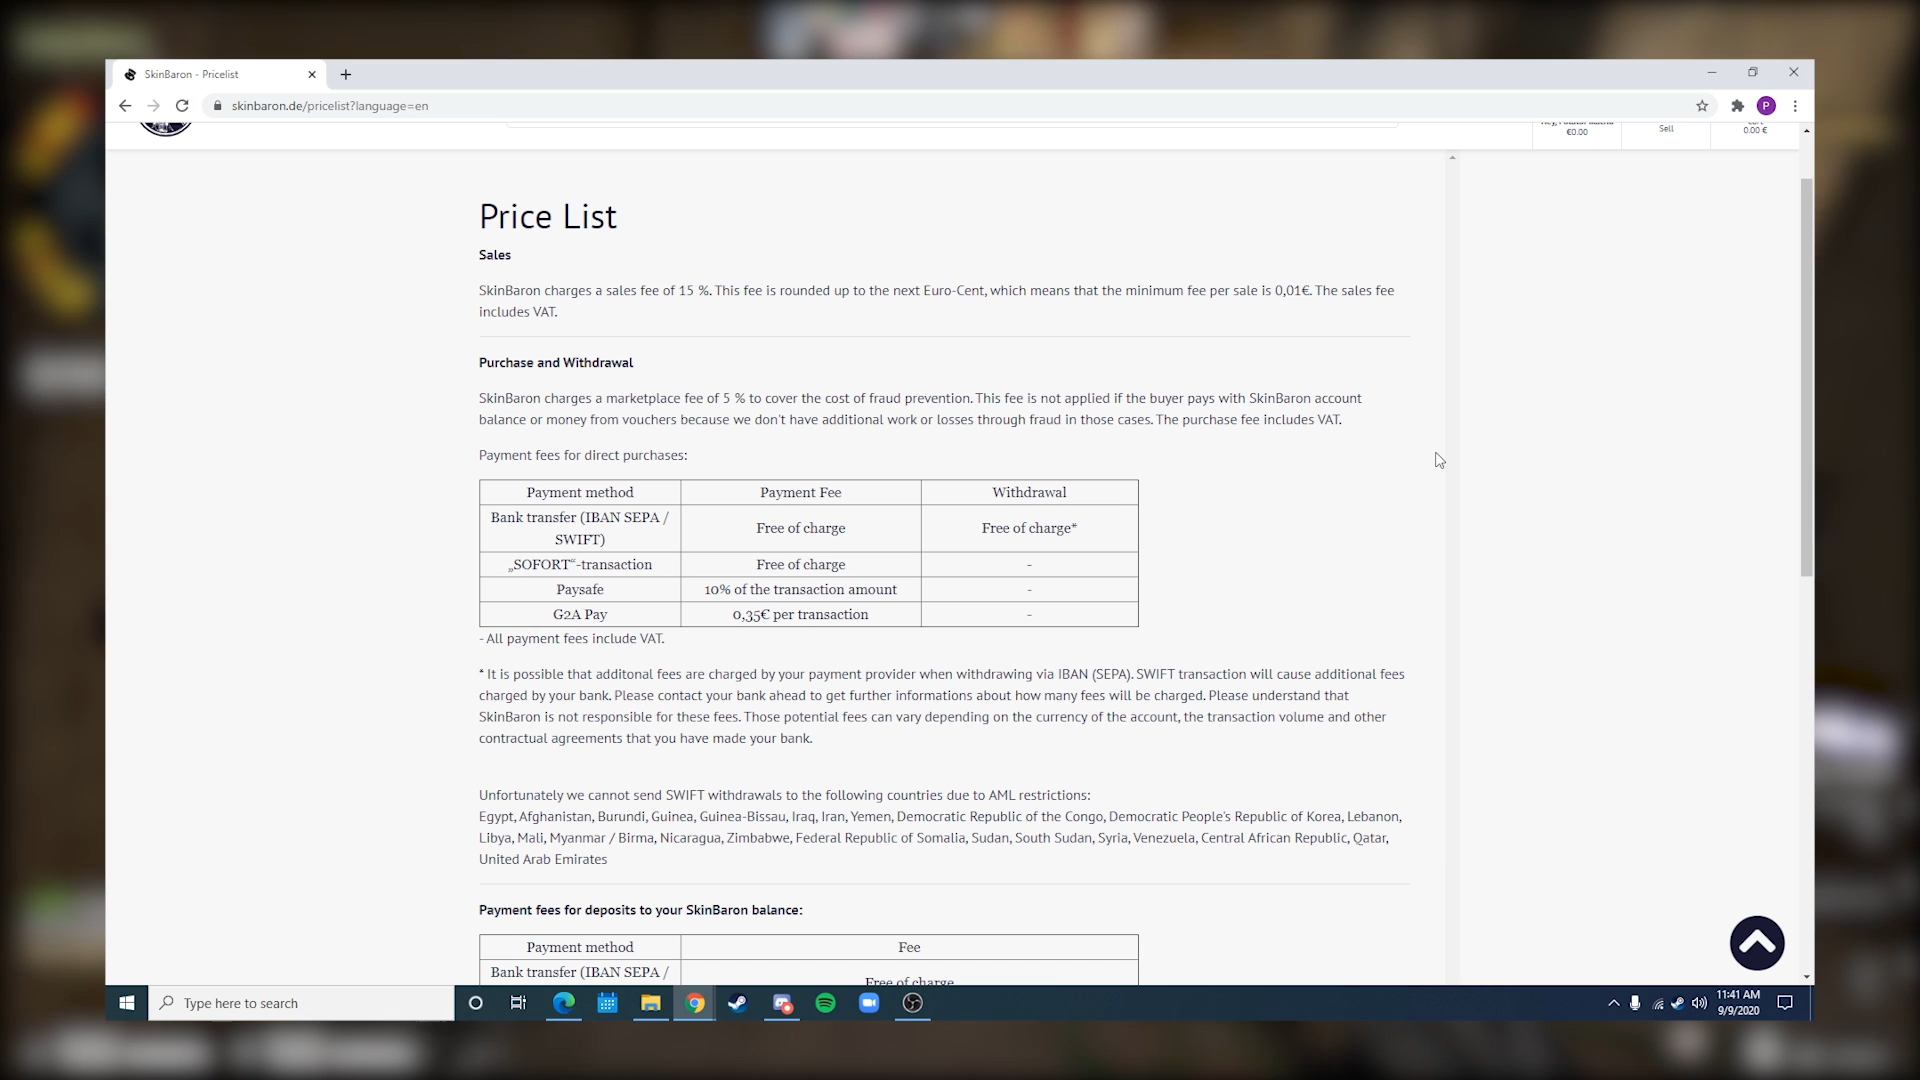 SkinBaron - Pricelist
skinbaron.de/pricelist?language=en
€0.00
Sell
0.00 €
Price List
Sales
SkinBaron charges a sales fee of 15 %. This fee is rounded up to the next Euro-Cent, which means that the minimum fee per sale is 0,01€. The sales fee
includes VAT.
Purchase and Withdrawal
SkinBaron charges a marketplace fee of 5 % to cover the cost of fraud prevention. This fee is not applied if the buyer pays with SkinBaron account
balance or money from vouchers because we don't have additional work or losses through fraud in those cases. The purchase fee includes VAT.
Payment fees for direct purchases:
Payment method Payment Fee Withdrawal
Bank transfer (IBAN SEPA /
SWIFT) Free of charge Free of charge*
„SOFORT“-transaction Free of charge -
Paysafe 10% of the transaction amount -
G2A Pay 0,35€ per transaction -
- All payment fees include VAT.
* It is possible that additonal fees are charged by your payment provider when withdrawing via IBAN (SEPA). SWIFT transaction will cause additional fees
charged by your bank. Please contact your bank ahead to get further informations about how many fees will be charged. Please understand that
SkinBaron is not responsible for these fees. Those potential fees can vary depending on the currency of the account, the transaction volume and other
contractual agreements that you have made your bank.
Unfortunately we cannot send SWIFT withdrawals to the following countries due to AML restrictions:
Egypt, Afghanistan, Burundi, Guinea, Guinea-Bissau, Iraq, Iran, Yemen, Democratic Republic of the Congo, Democratic People's Republic of Korea, Lebanon,
Libya, Mali, Myanmar / Birma, Nicaragua, Zimbabwe, Federal Republic of Somalia, Sudan, South Sudan, Syria, Venezuela, Central African Republic, Qatar,
United Arab Emirates
Payment fees for deposits to your SkinBaron balance:
Payment method Fee
Bank transfer (IBAN SEPA /
Free of charge
Type here to search
11:41 AM
9/9/2020
P